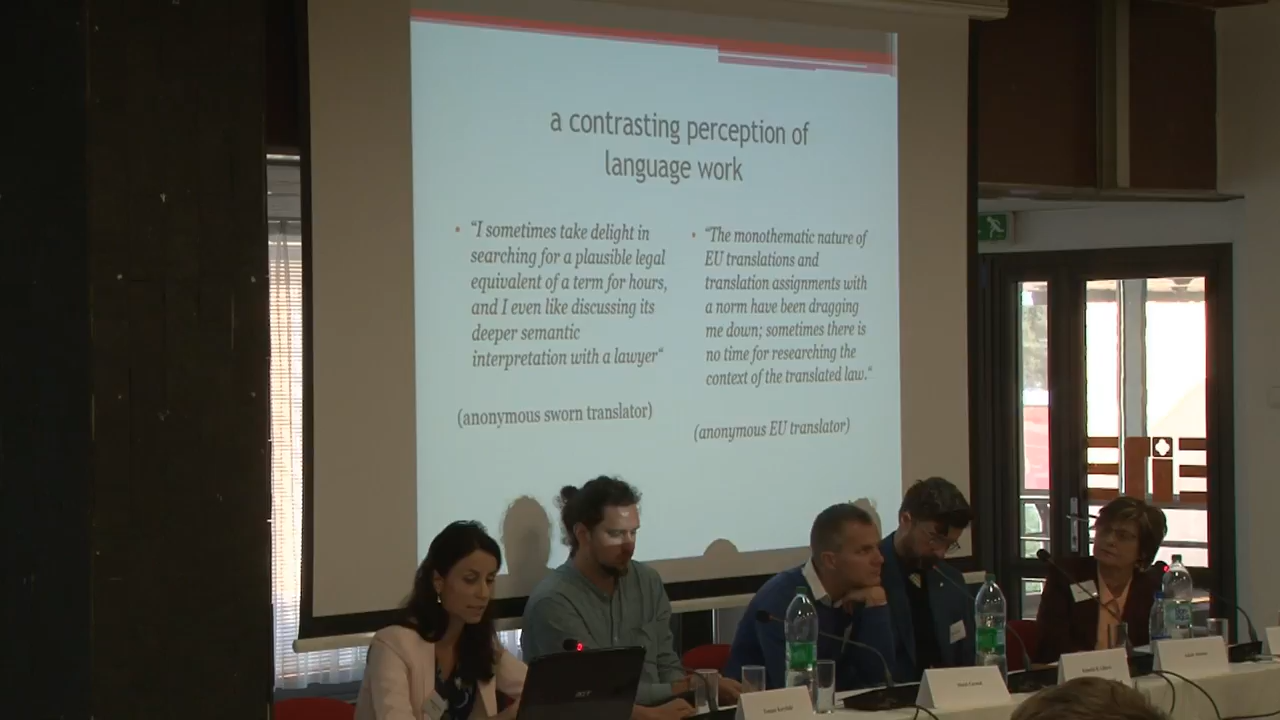 a contrasting perception of
language work
• "I sometimes take delight in
searching for a plausible legal
equivalent of a term for hours,
and I even like discussing its
deeper semantic
interpretation with a lawyer“
(anonymous sworn translator)
• "The monothematic nature of
EU translations and
translation assignments with
a norm have been dragging
me down; sometimes there is
no time for researching the
context of the translated law.“
(anonymous EU translator)
acer